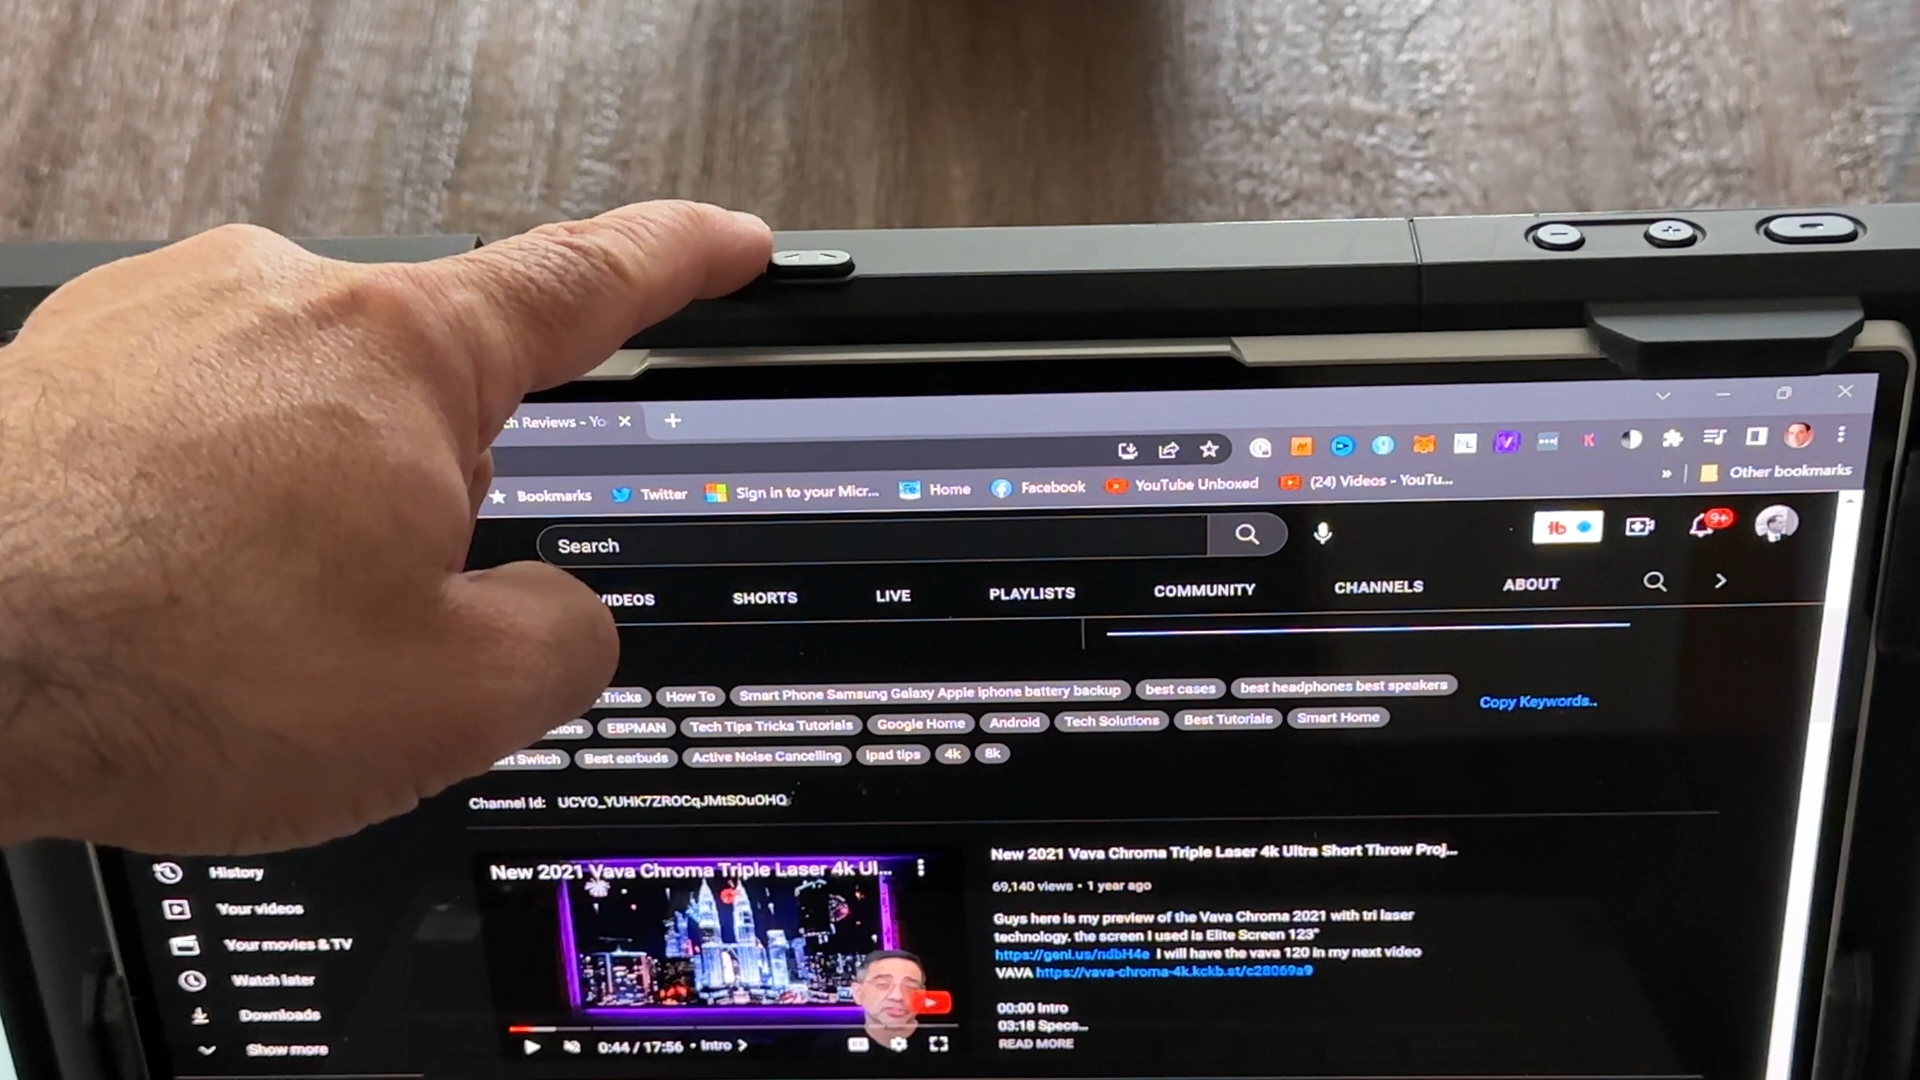 ch Reviews - Yo
Bookmarks Twitter Sign in to your Micr... Home Facebook YouTube Unboxed (24) Videos - YouTu... » Other bookmarks
Search
9+
VIDEOS SHORTS LIVE PLAYLISTS COMMUNITY CHANNELS ABOUT
Tricks How To Smart Phone Samsung Galaxy Apple iphone battery backup best cases best headphones best speakers
Copy Keywords..
tors EBPMAN Tech Tips Tricks Tutorials Google Home Android Tech Solutions Best Tutorials Smart Home
art Switch Best earbuds Active Noise Cancelling Ipad tips 4k 8k
Channel Id: UCYO_YUHK7ZROCqJMtSOuOHQ
History
Your videos
Your movies & TV
Watch later
Downloads
Show more
New 2021 Vava Chroma Triple Laser 4k Ul...
0:44 / 17:56 • Intro
New 2021 Vava Chroma Triple Laser 4k Ultra Short Throw Proj...
69,140 views • 1 year ago
Guys here is my preview of the Vava Chroma 2021 with tri laser
technology. the screen I used is Elite Screen 123"
https://geni.us/ndbH4e I will have the vava 120 in my next video
VAVA https://vava-chroma-4k.kckb.st/c28069a9
00:00 Intro
03:18 Specs...
READ MORE